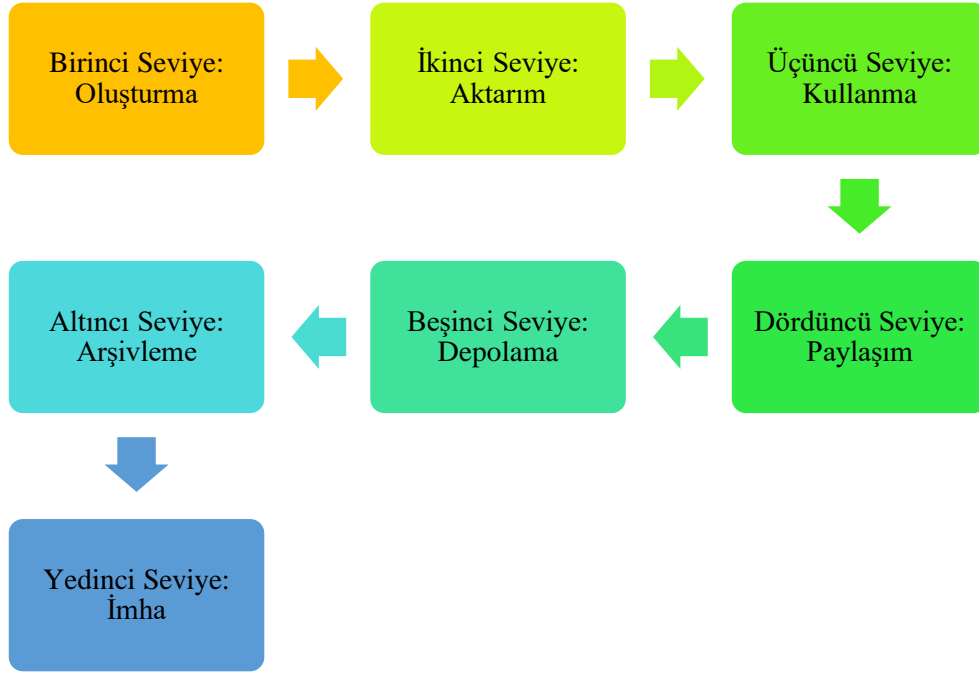 Birinci Seviye:
Oluşturma
İkinci Seviye:
Aktarım
Üçüncü Seviye:
Kullanma
Dördüncü Seviye:
Paylaşım
Beşinci Seviye:
Depolama
Altıncı Seviye:
Arşivleme
Yedinci Seviye:
İmha